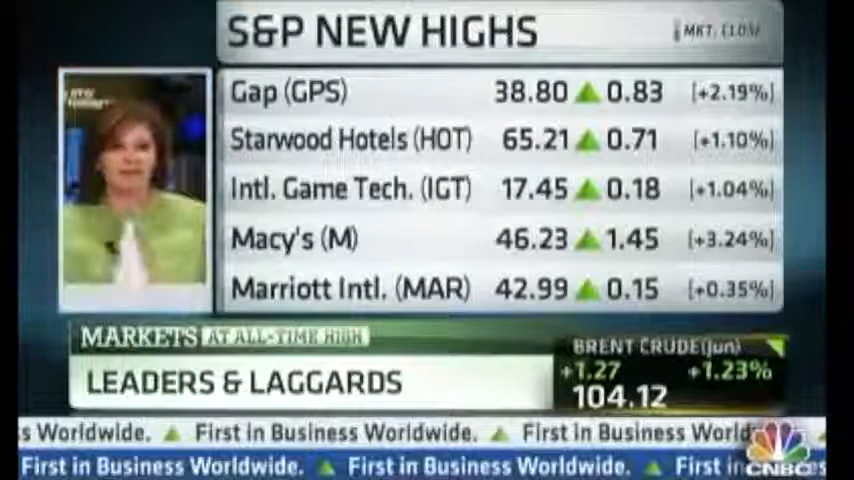 S&P NEW HIGHS
MKT. CLOSE
Gap (GPS) 38.80 ▲ 0.83 [+2.19%]
Starwood Hotels (HOT) 65.21 ▲ 0.71 [+1.10%]
Intl. Game Tech. (IGT) 17.45 ▲ 0.18 [+1.04%]
Macy's (M) 46.23 ▲ 1.45 [+3.24%]
Marriott Intl. (MAR) 42.99 ▲ 0.15 [+0.35%]
MARKETS AT ALL-TIME HIGH
LEADERS & LAGGARDS
BRENT CRUDE(Jun)
+1.27 +1.23%
104.12
s Worldwide. ▲ First in Business Worldwide. ▲ First in Business World
First in Business Worldwide. ▲ First in Business Worldwide. ▲ First in
CNBC